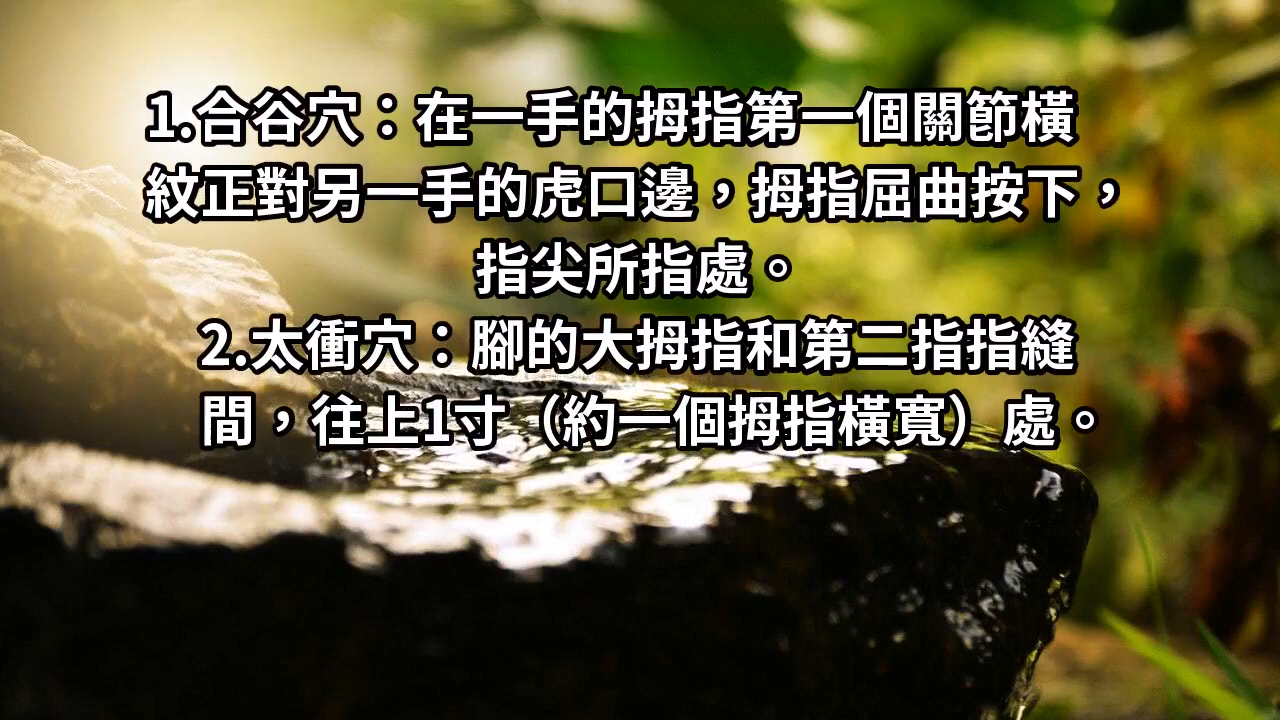 1.合谷穴：在一手的拇指第一個關節橫
紋正對另一手的虎口邊，拇指屈曲按下，
指尖所指處。
2.太衝穴：腳的大拇指和第二指指縫
間，往上1寸（約一個拇指橫寬）處。